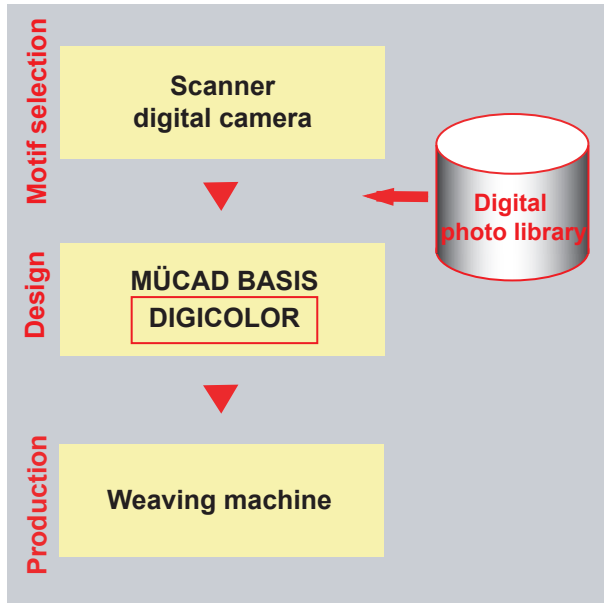 Motif selection
Scanner
digital camera
Digital
photo library
Design
MÜCAD BASIS
DIGICOLOR
Production
Weaving machine